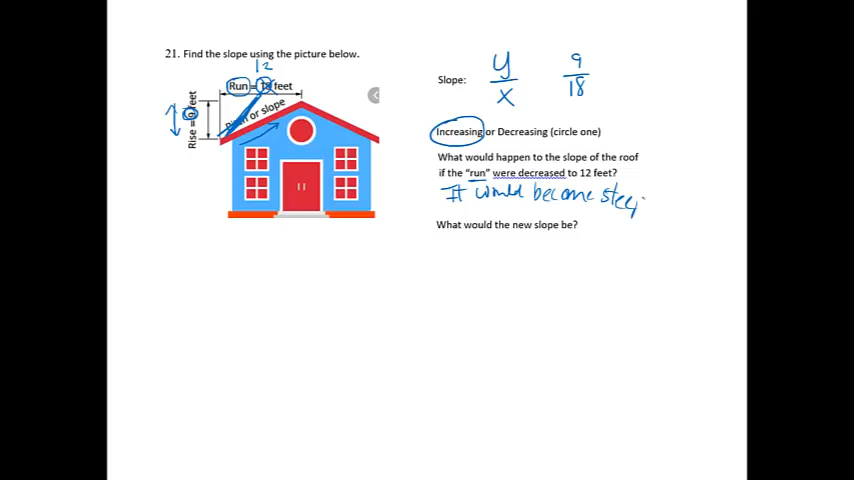 21. Find the slope using the picture below.
12
Run = 18 feet
Rise = 9 feet
Pitch or slope
Slope: y/x 9/18
Increasing or Decreasing (circle one)
What would happen to the slope of the roof
if the “run” were decreased to 12 feet?
It would become steep
What would the new slope be?